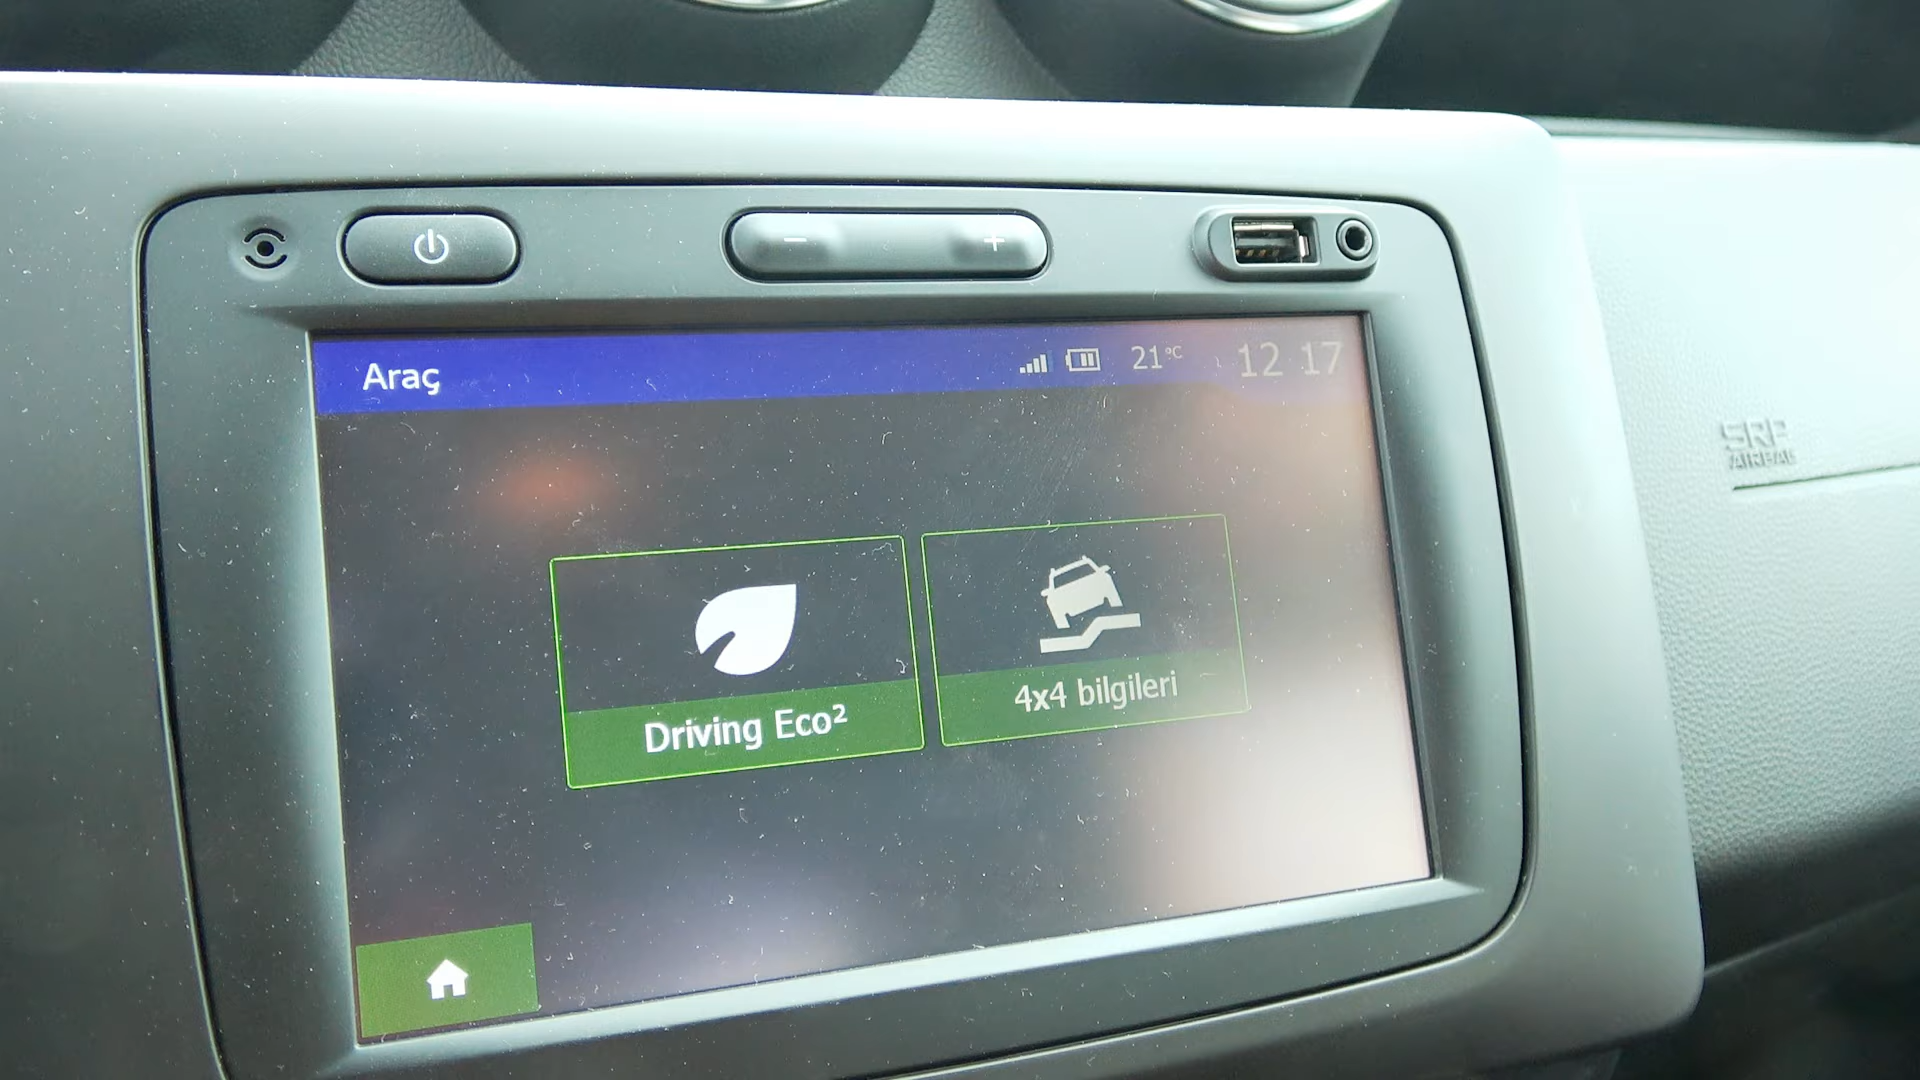 Araç
21°C
12 17
Driving Eco²
4x4 bilgileri
SRP
AIRBAG